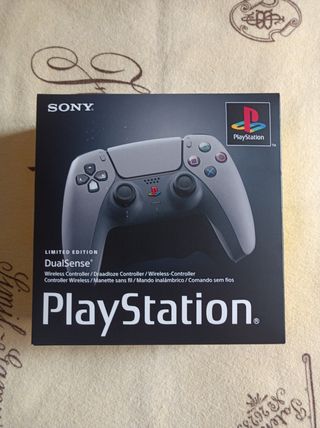 SONY
PlayStation
LIMITED EDITION
DualSense
Wireless Controller / Draadloze Controller / Wireless-Controller
Controller Wireless / Manette sans fil / Mando inalámbrico / Comando sem fios
PlayStation®